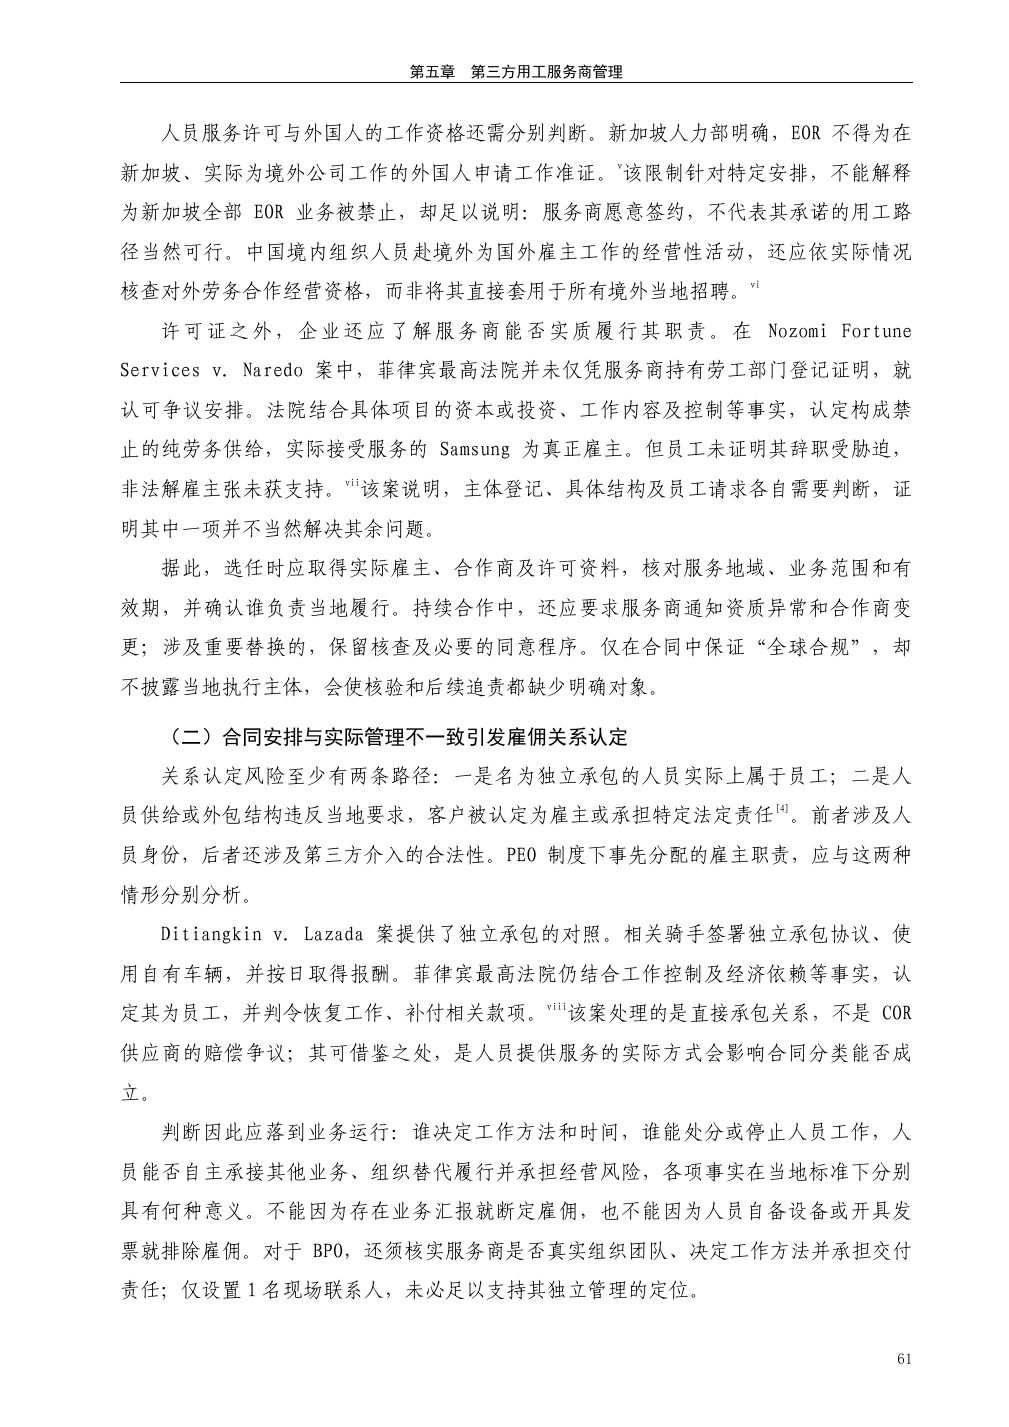 第五章　第三方用工服务商管理
人员服务许可与外国人的工作资格还需分别判断。新加坡人力部明确，EOR 不得为在
新加坡、实际为境外公司工作的外国人申请工作准证。ᵛ该限制针对特定安排，不能解释
为新加坡全部 EOR 业务被禁止，却足以说明：服务商愿意签约，不代表其承诺的用工路
径当然可行。中国境内组织人员赴境外为国外雇主工作的经营性活动，还应依实际情况
核查对外劳务合作经营资格，而非将其直接套用于所有境外当地招聘。ᵛⁱ
许可证之外，企业还应了解服务商能否实质履行其职责。在 Nozomi Fortune
Services v. Naredo 案中，菲律宾最高法院并未仅凭服务商持有劳工部门登记证明，就
认可争议安排。法院结合具体项目的资本或投资、工作内容及控制等事实，认定构成禁
止的纯劳务供给，实际接受服务的 Samsung 为真正雇主。但员工未证明其辞职受胁迫，
非法解雇主张未获支持。ᵛⁱⁱ该案说明，主体登记、具体结构及员工请求各自需要判断，证
明其中一项并不当然解决其余问题。
据此，选任时应取得实际雇主、合作商及许可资料，核对服务地域、业务范围和有
效期，并确认谁负责当地履行。持续合作中，还应要求服务商通知资质异常和合作商变
更；涉及重要替换的，保留核查及必要的同意程序。仅在合同中保证“全球合规”，却
不披露当地执行主体，会使核验和后续追责都缺少明确对象。
（二）合同安排与实际管理不一致引发雇佣关系认定
关系认定风险至少有两条路径：一是名为独立承包的人员实际上属于员工；二是人
员供给或外包结构违反当地要求，客户被认定为雇主或承担特定法定责任[4]。前者涉及人
员身份，后者还涉及第三方介入的合法性。PEO 制度下事先分配的雇主职责，应与这两种
情形分别分析。
Ditiangkin v. Lazada 案提供了独立承包的对照。相关骑手签署独立承包协议、使
用自有车辆，并按日取得报酬。菲律宾最高法院仍结合工作控制及经济依赖等事实，认
定其为员工，并判令恢复工作、补付相关款项。ᵛⁱⁱⁱ该案处理的是直接承包关系，不是 COR
供应商的赔偿争议；其可借鉴之处，是人员提供服务的实际方式会影响合同分类能否成
立。
判断因此应落到业务运行：谁决定工作方法和时间，谁能处分或停止人员工作，人
员能否自主承接其他业务、组织替代履行并承担经营风险，各项事实在当地标准下分别
具有何种意义。不能因为存在业务汇报就断定雇佣，也不能因为人员自备设备或开具发
票就排除雇佣。对于 BPO，还须核实服务商是否真实组织团队、决定工作方法并承担交付
责任；仅设置 1 名现场联系人，未必足以支持其独立管理的定位。
61